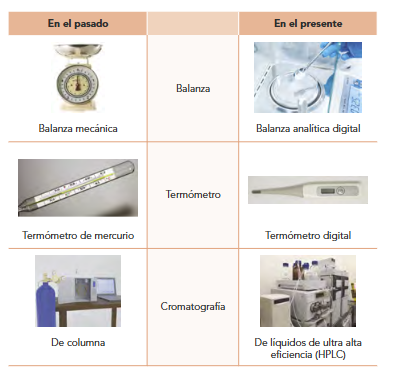 En el pasado
En el presente
Balanza
Balanza mecánica
Balanza analítica digital
Termómetro
Termómetro de mercurio
Termómetro digital
Cromatografía
De columna
De líquidos de ultra alta
eficiencia (HPLC)